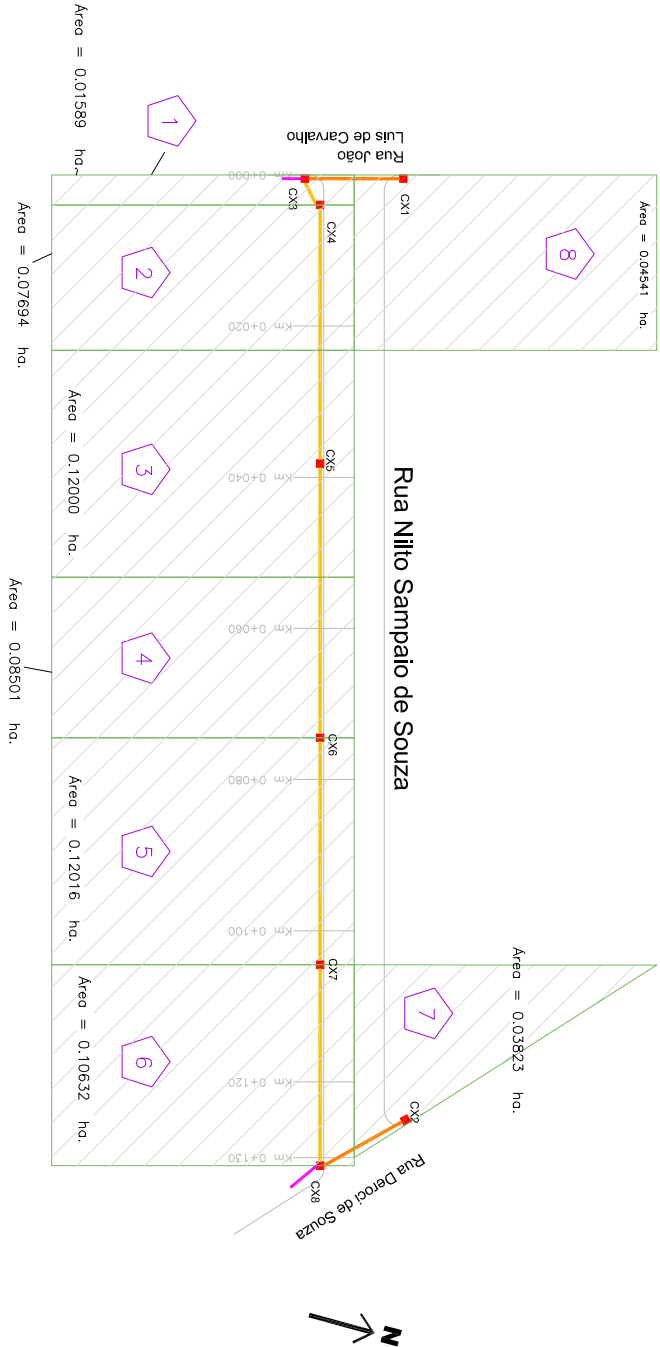 Área = 0.01589 ha.
1
Rua João
Luis de Carvalho
Km 0+000
CX3
CX1
CX4
Área = 0.07694 ha.
2
8
Área = 0.04541 ha.
Km 0+020
Área = 0.12000 ha.
3
CX5
Km 0+040
Rua Nilto Sampaio de Souza
Área = 0.08501 ha.
4
Km 0+060
CX6
Km 0+080
Área = 0.12016 ha.
5
Km 0+100
CX7
Área = 0.03823 ha.
7
Área = 0.10632 ha.
6
Km 0+120
CX2
Km 0+130
CX8
Rua Deroci de Souza
N